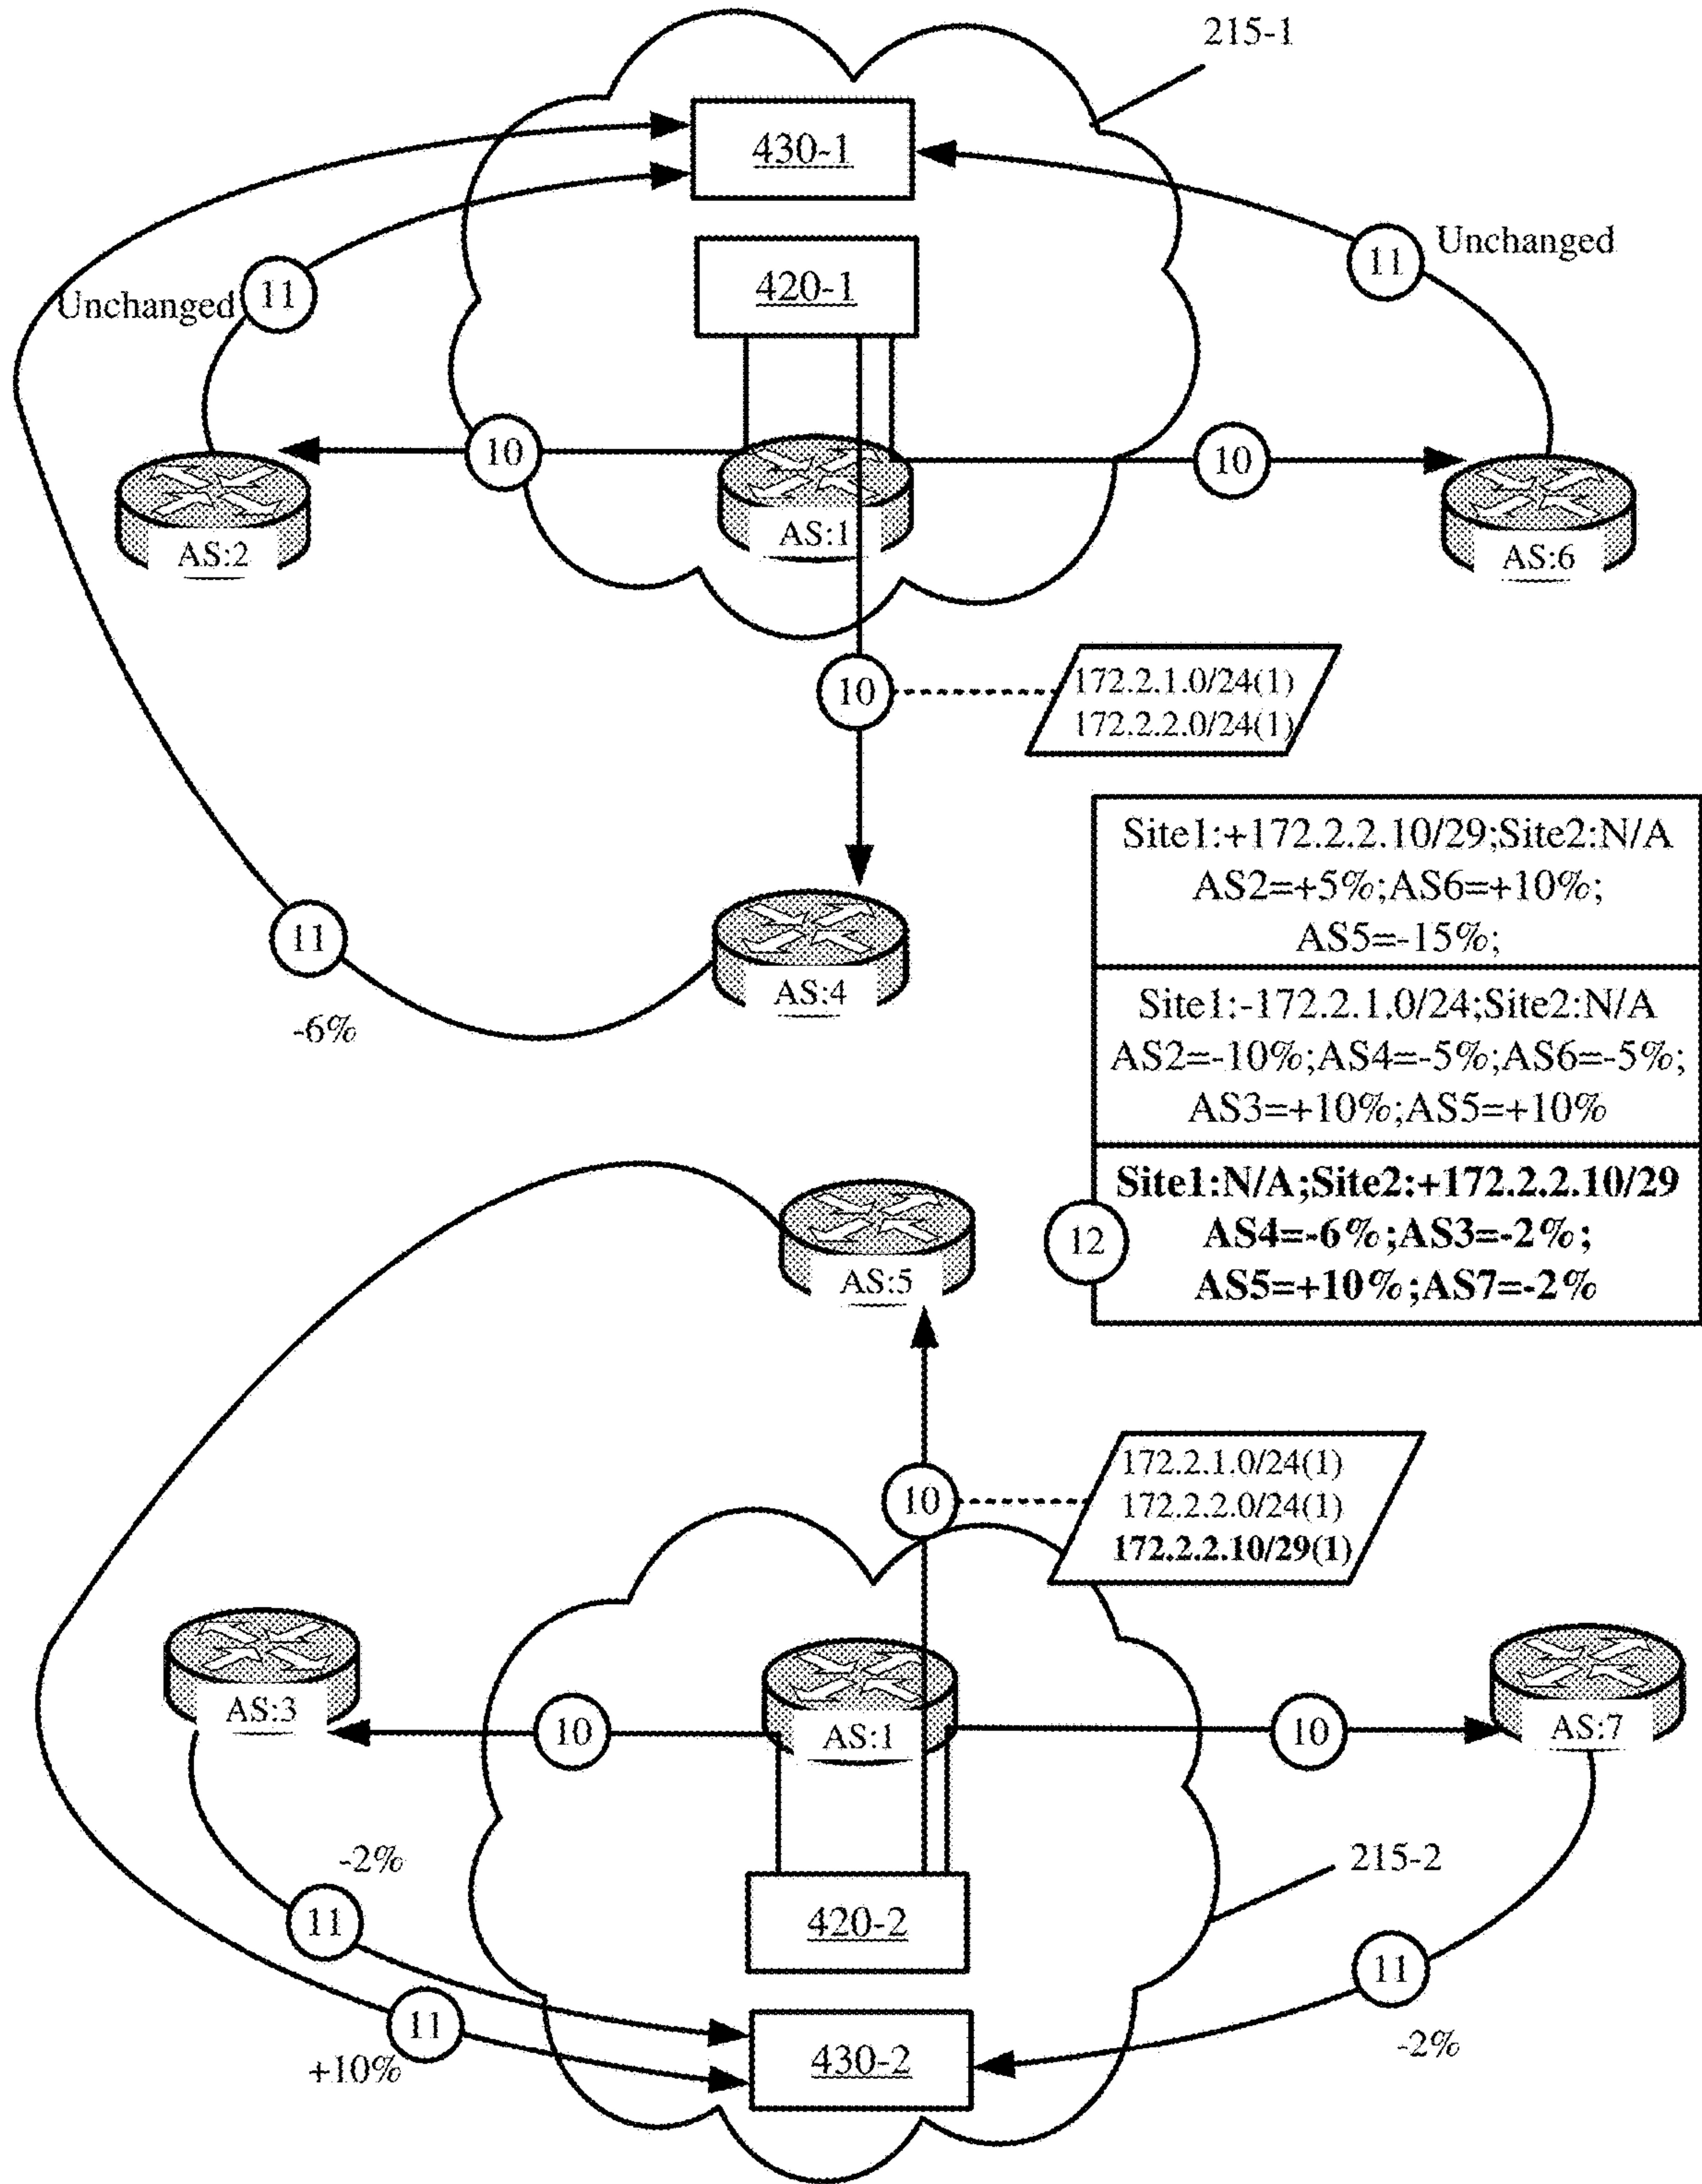 215-1
430-1
11
Unchanged
420-1
Unchanged
11
10
10
AS:2
AS:1
AS:6
10
172.2.1.0/24(1)
172.2.2.0/24(1)
Site1:+172.2.2.10/29;Site2:N/A
AS2=+5%;AS6=+10%;
AS5=-15%;
11
AS:4
-6%
Site1:-172.2.1.0/24;Site2:N/A
AS2=-10%;AS4=-5%;AS6=-5%;
AS3=+10%;AS5=+10%
12
Site1:N/A;Site2:+172.2.2.10/29
AS4=-6%;AS3=-2%;
AS5=+10%;AS7=-2%
AS:5
10
172.2.1.0/24(1)
172.2.2.0/24(1)
172.2.2.10/29(1)
AS:3
10
AS:1
10
AS:7
-2%
215-2
11
420-2
11
11
+10%
430-2
-2%